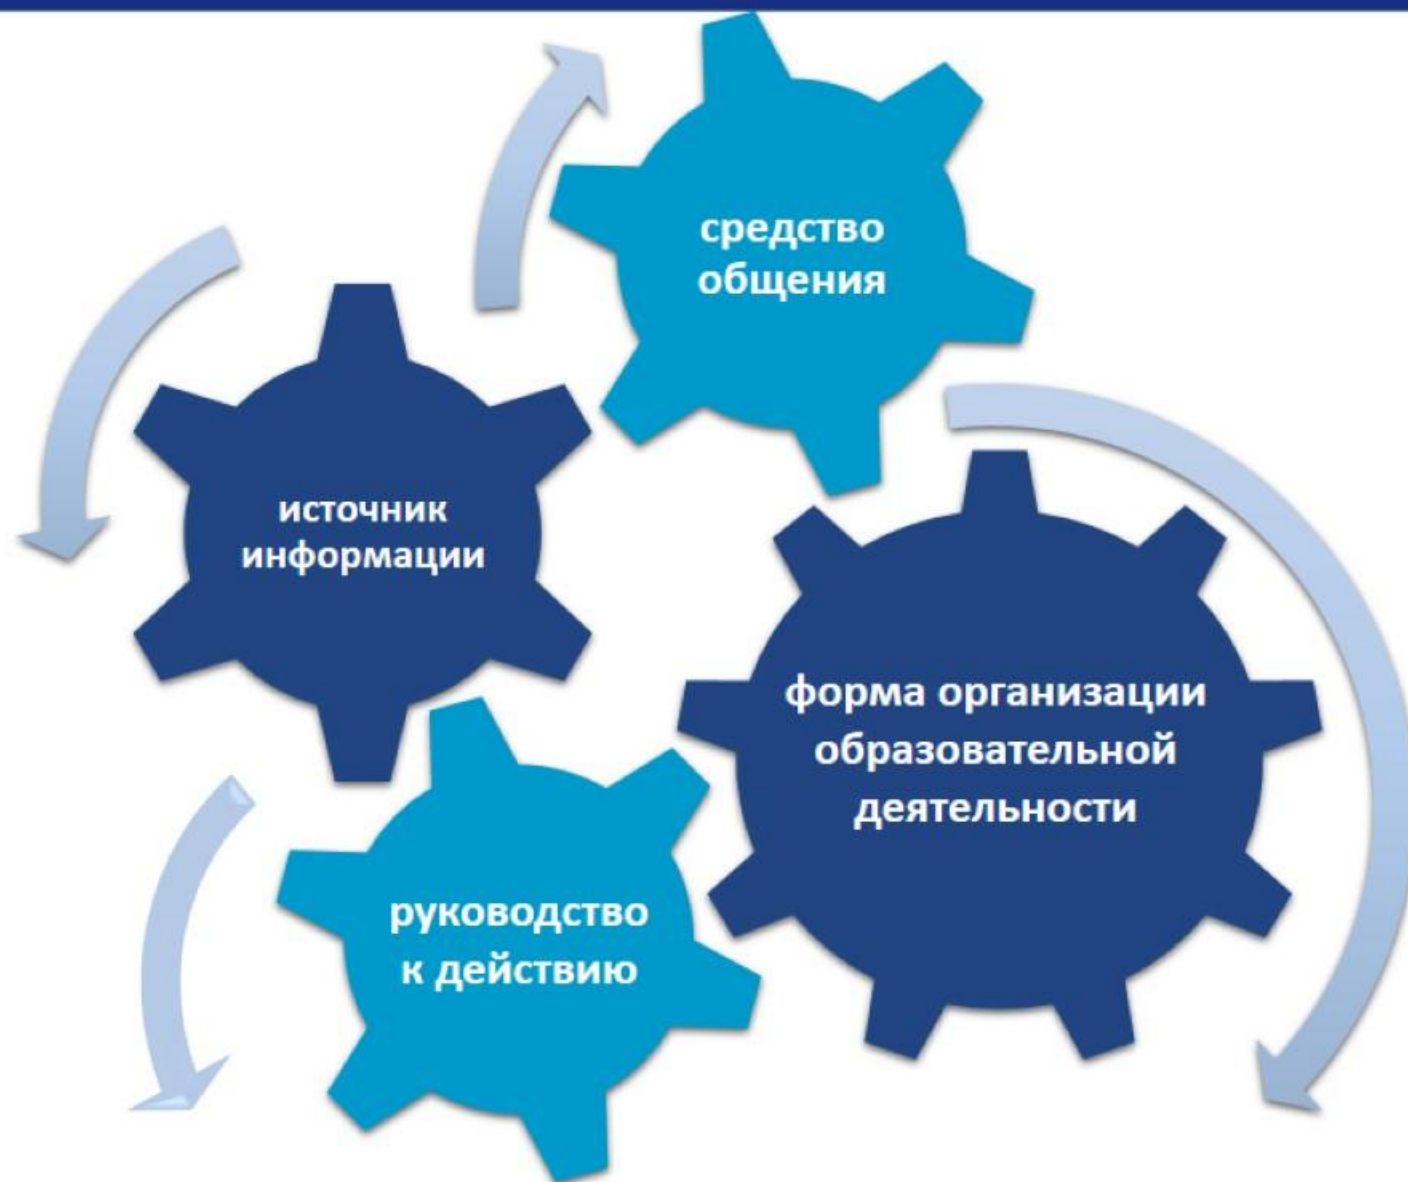 средство
общения
источник
информации
форма организации
образовательной
деятельности
руководство
к действию